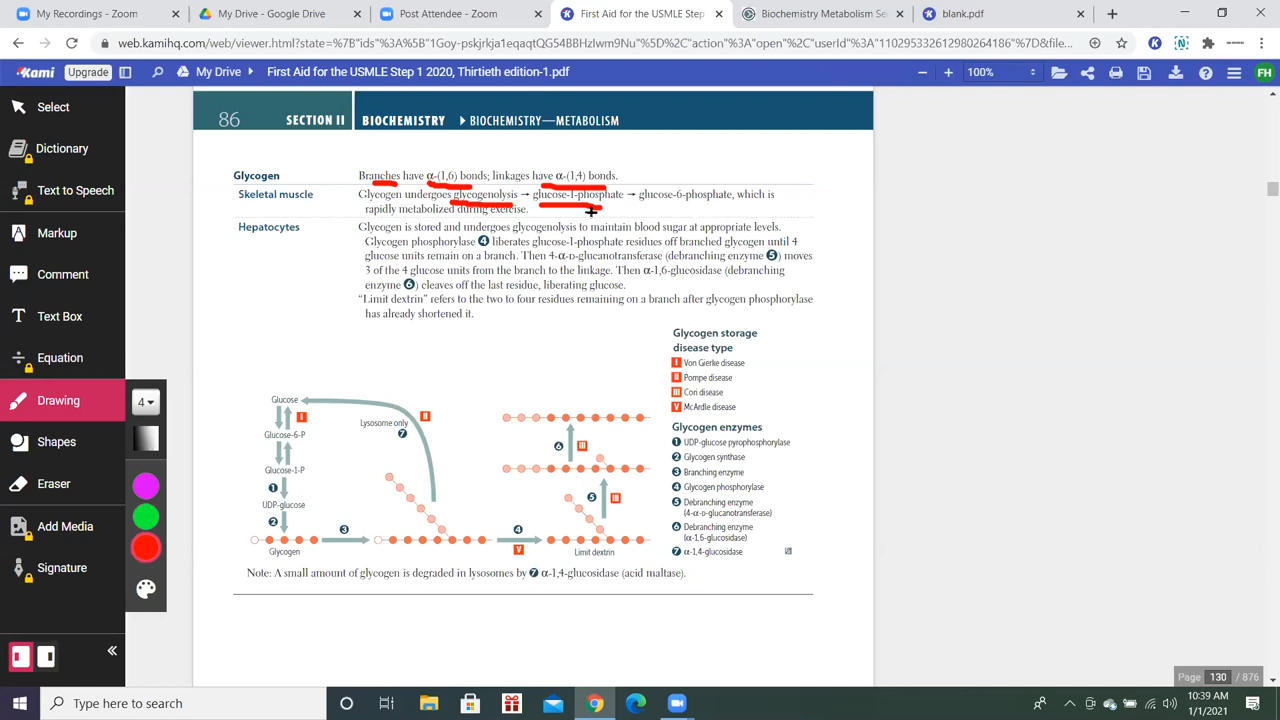 My Recordings - Zoom
My Drive - Google Drive
Post Attendee - Zoom
First Aid for the USMLE Step
Biochemistry Metabolism Se
blank.pdf
web.kamihq.com/web/viewer.html?state=%7B"ids"%3A%5B"1Goy-pskjrkja1eqaqtQG54BBHzlwm9Nu"%5D%2C"action"%3A"open"%2C"userId"%3A"110295332612980264186"%7D&file...
Kami
Upgrade
My Drive
First Aid for the USMLE Step 1 2020, Thirteenth edition-1.pdf
100%
FH
Select
Dictionary
Text to Speech
Markup
Comment
Text Box
Equation
Drawing
Shapes
Eraser
Add Media
Signature
4
86 SECTION II BIOCHEMISTRY BIOCHEMISTRY—METABOLISM
Glycogen Branches have α-(1,6) bonds; linkages have α-(1,4) bonds.
Skeletal muscle Glycogen undergoes glycogenolysis → glucose-1-phosphate → glucose-6-phosphate, which is
rapidly metabolized during exercise.
Hepatocytes Glycogen is stored and undergoes glycogenolysis to maintain blood sugar at appropriate levels.
Glycogen phosphorylase 4 liberates glucose-1-phosphate residues off branched glycogen until 4
glucose units remain on a branch. Then 4-α-D-glucanotransferase (debranching enzyme 5) moves
3 of the 4 glucose units from the branch to the linkage. Then α-1,6-glucosidase (debranching
enzyme 6) cleaves off the last residue, liberating glucose.
"Limit dextrin" refers to the two to four residues remaining on a branch after glycogen phosphorylase
has already shortened it.
Glycogen storage
disease type
I Von Gierke disease
II Pompe disease
III Cori disease
V McArdle disease
Glycogen enzymes
1 UDP-glucose pyrophosphorylase
2 Glycogen synthase
3 Branching enzyme
4 Glycogen phosphorylase
5 Debranching enzyme
(4-α-D-glucanotransferase)
6 Debranching enzyme
(α-1,6-glucosidase)
7 α-1,4-glucosidase
Glucose
I
II
Lysosome only
7
Glucose-6-P
Glucose-1-P
1
UDP-glucose
2
Glycogen
3
4
V
6
III
5
III
Limit dextrin
Note: A small amount of glycogen is degraded in lysosomes by 7 α-1,4-glucosidase (acid maltase).
Page 130 / 876
Type here to search
10:39 AM
1/1/2021